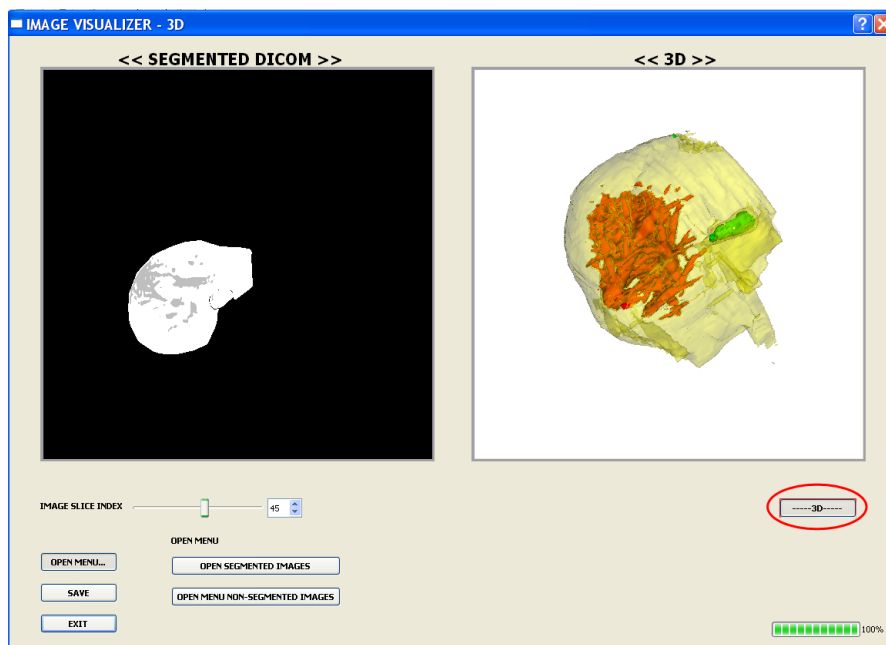 IMAGE VISUALIZER - 3D
<< SEGMENTED DICOM >>
<< 3D >>
IMAGE SLICE INDEX
45
-----3D-----
OPEN MENU
OPEN MENU...
OPEN SEGMENTED IMAGES
SAVE
OPEN MENU NON-SEGMENTED IMAGES
EXIT
100%